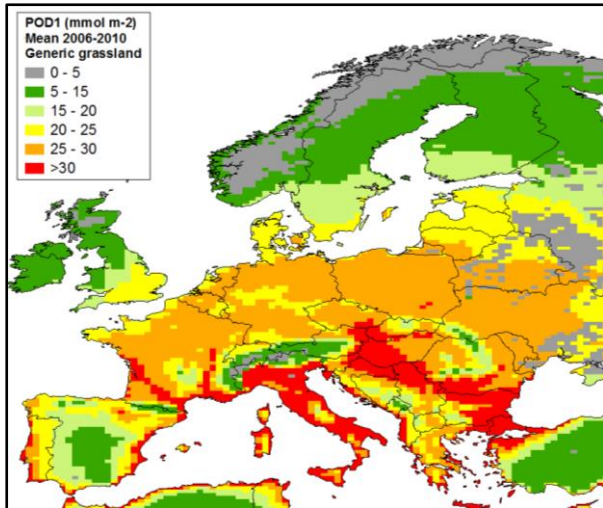 POD1 (mmol m-2)
Mean 2006-2010
Generic grassland
0 - 5
5 - 15
15 - 20
20 - 25
25 - 30
>30